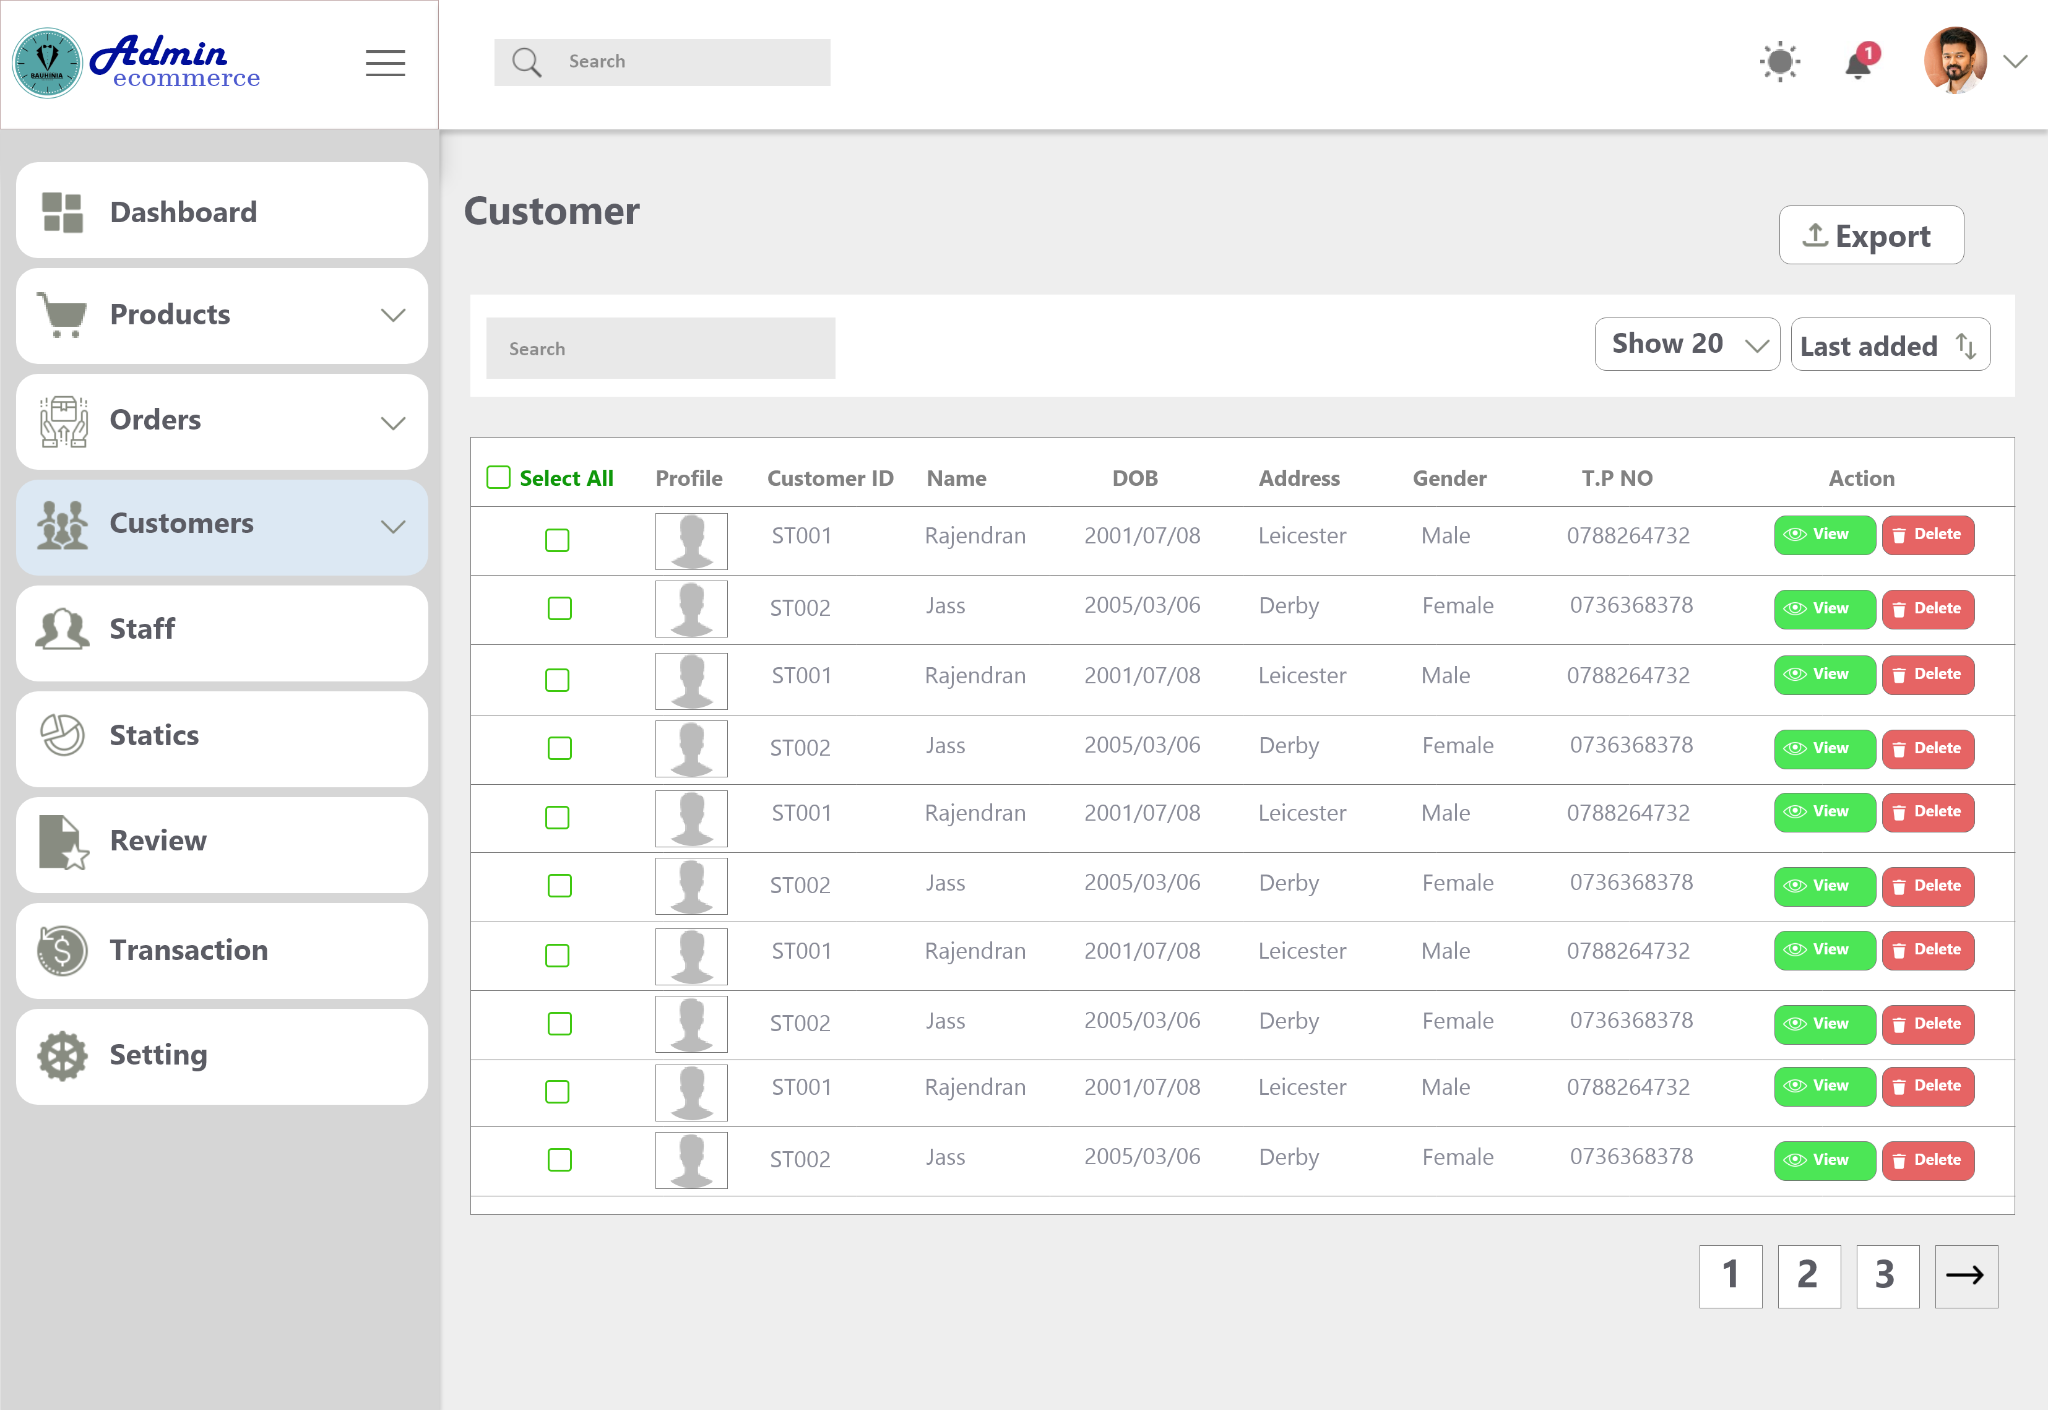 BAUHINIA
Admin
ecommerce
Search
1
Dashboard
Products
Orders
Customers
Staff
Statics
Review
Transaction
Setting
Customer
Export
Search
Show 20
Last added
Select All Profile Customer ID Name DOB Address Gender T.P NO Action
ST001 Rajendran 2001/07/08 Leicester Male 0788264732 View Delete
ST002 Jass 2005/03/06 Derby Female 0736368378 View Delete
ST001 Rajendran 2001/07/08 Leicester Male 0788264732 View Delete
ST002 Jass 2005/03/06 Derby Female 0736368378 View Delete
ST001 Rajendran 2001/07/08 Leicester Male 0788264732 View Delete
ST002 Jass 2005/03/06 Derby Female 0736368378 View Delete
ST001 Rajendran 2001/07/08 Leicester Male 0788264732 View Delete
ST002 Jass 2005/03/06 Derby Female 0736368378 View Delete
ST001 Rajendran 2001/07/08 Leicester Male 0788264732 View Delete
ST002 Jass 2005/03/06 Derby Female 0736368378 View Delete
1 2 3